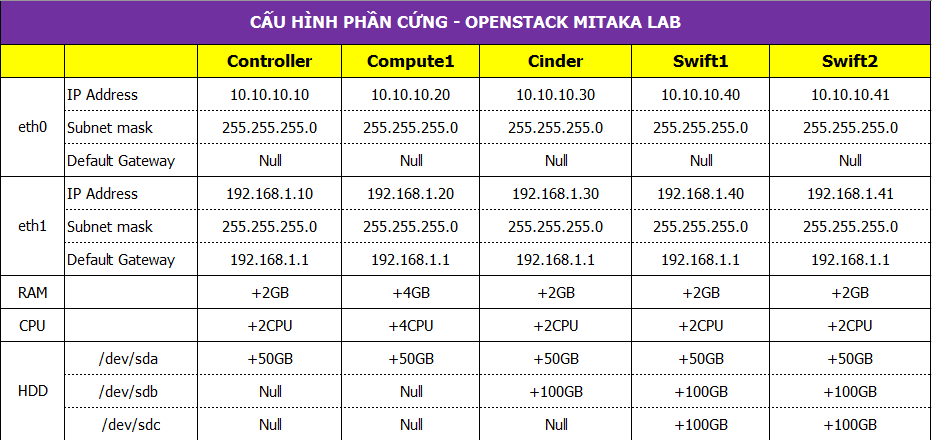 CẤU HÌNH PHẦN CỨNG - OPENSTACK MITAKA LAB
Controller Compute1 Cinder Swift1 Swift2
eth0
IP Address 10.10.10.10 10.10.10.20 10.10.10.30 10.10.10.40 10.10.10.41
Subnet mask 255.255.255.0 255.255.255.0 255.255.255.0 255.255.255.0 255.255.255.0
Default Gateway Null Null Null Null Null
eth1
IP Address 192.168.1.10 192.168.1.20 192.168.1.30 192.168.1.40 192.168.1.41
Subnet mask 255.255.255.0 255.255.255.0 255.255.255.0 255.255.255.0 255.255.255.0
Default Gateway 192.168.1.1 192.168.1.1 192.168.1.1 192.168.1.1 192.168.1.1
RAM +2GB +4GB +2GB +2GB +2GB
CPU +2CPU +4CPU +2CPU +2CPU +2CPU
HDD
/dev/sda +50GB +50GB +50GB +50GB +50GB
/dev/sdb Null Null +100GB +100GB +100GB
/dev/sdc Null Null Null +100GB +100GB